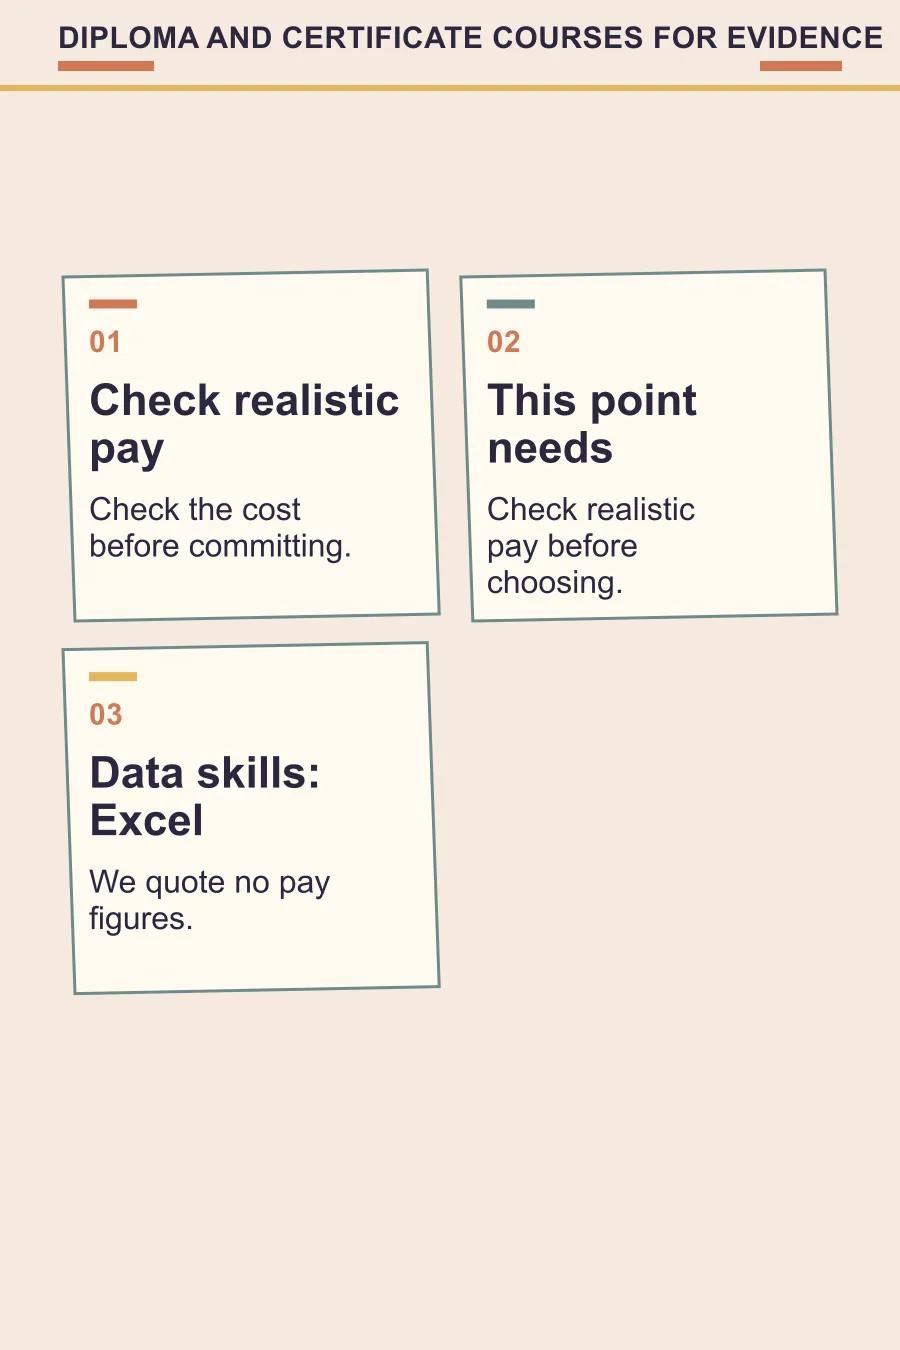 DIPLOMA AND CERTIFICATE COURSES FOR EVIDENCE
01
Check realistic
pay
Check the cost
before committing.
02
This point
needs
Check realistic
pay before
choosing.
03
Data skills:
Excel
We quote no pay
figures.